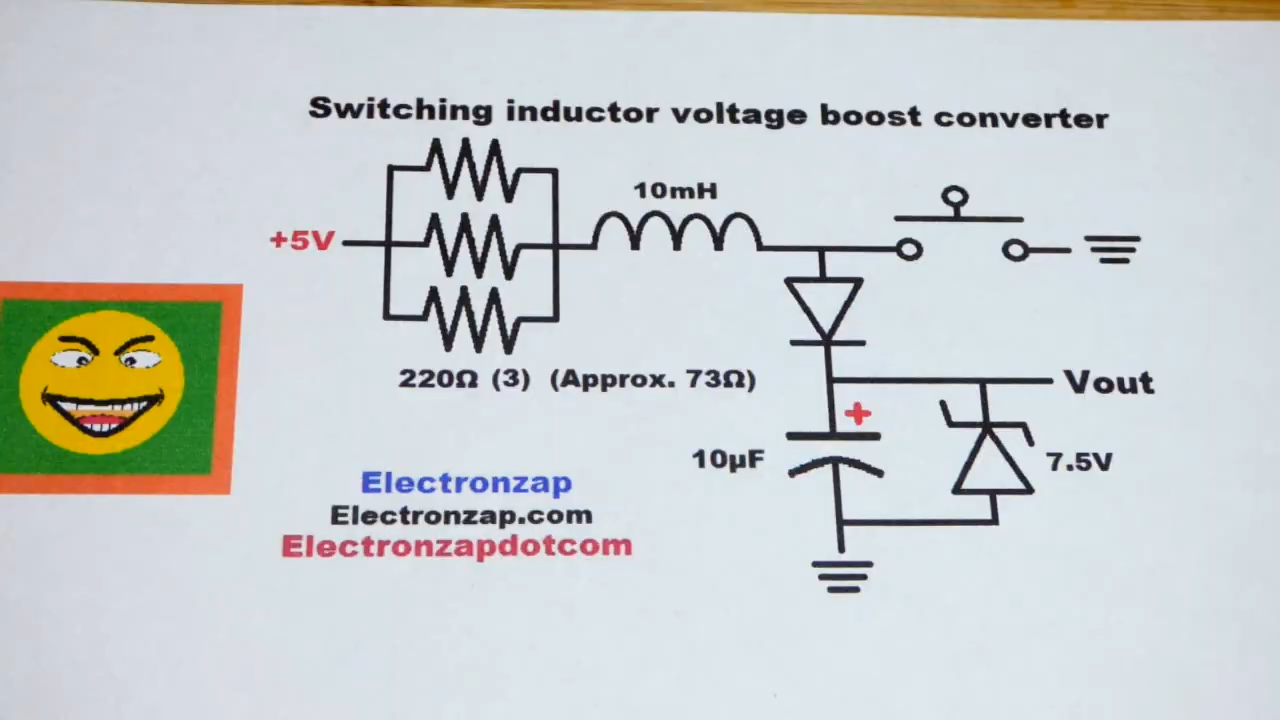 Switching inductor voltage boost converter
10mH
+5V
220Ω (3) (Approx. 73Ω)
Vout
+
10µF
7.5V
Electronzap
Electronzap.com
Electronzapdotcom